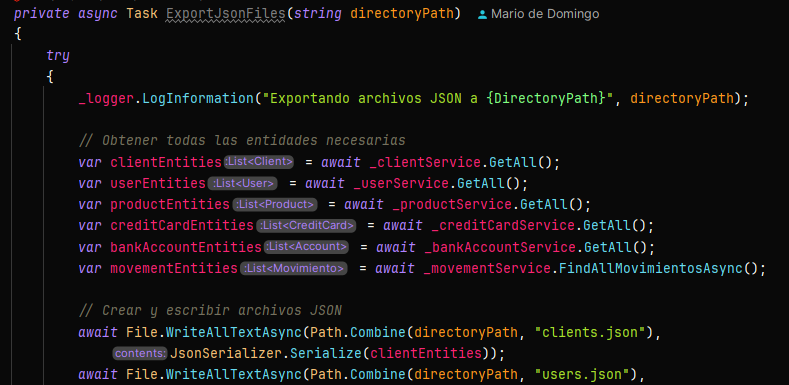 private async Task ExportJsonFiles(string directoryPath) Mario de Domingo
{
try
{
_logger.LogInformation("Exportando archivos JSON a {DirectoryPath}", directoryPath);
// Obtener todas las entidades necesarias
var clientEntities :List<Client> = await _clientService.GetAll();
var userEntities :List<User> = await _userService.GetAll();
var productEntities :List<Product> = await _productService.GetAll();
var creditCardEntities :List<CreditCard> = await _creditCardService.GetAll();
var bankAccountEntities :List<Account> = await _bankAccountService.GetAll();
var movementEntities :List<Movimiento> = await _movementService.FindAllMovimientosAsync();
// Crear y escribir archivos JSON
await File.WriteAllTextAsync(Path.Combine(directoryPath, "clients.json"),
contents: JsonSerializer.Serialize(clientEntities));
await File.WriteAllTextAsync(Path.Combine(directoryPath, "users.json"),